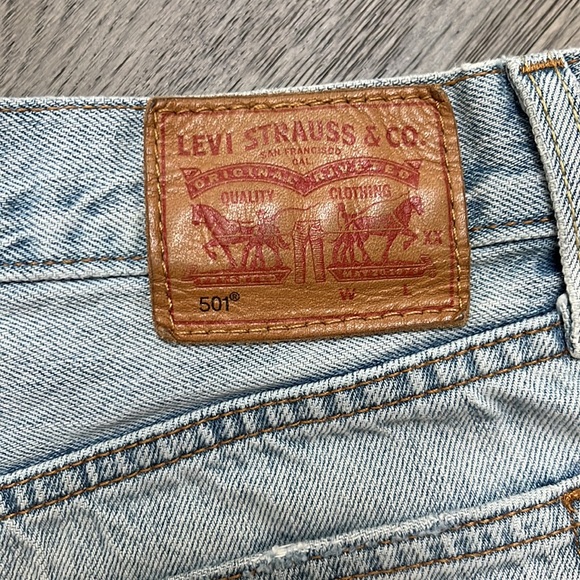 LEVI STRAUSS & CO.
SAN FRANCISCO
CAL
ORIGINAL RIVETED
QUALITY CLOTHING
XX
501® W L